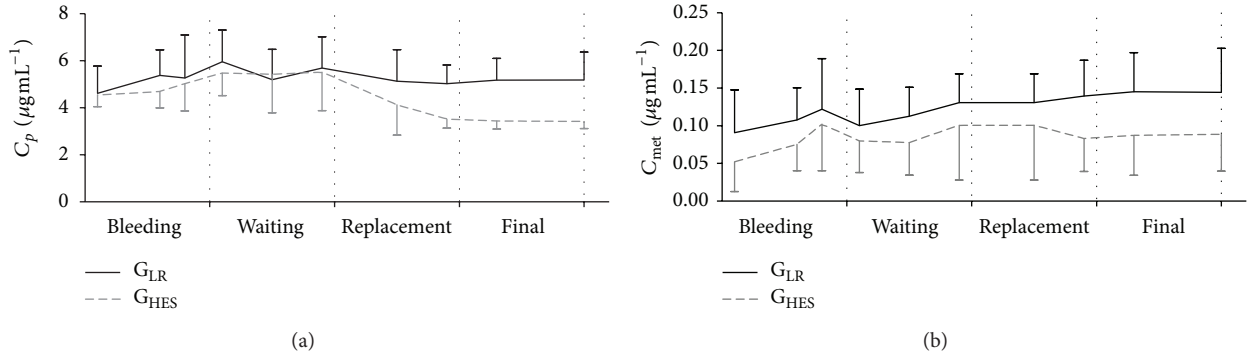 8
6
4
2
0
Cₚ (μg mL⁻¹)
Bleeding Waiting Replacement Final
G_LR
G_HES
(a)
0.25
0.20
0.15
0.10
0.05
0.00
C_met (μg mL⁻¹)
Bleeding Waiting Replacement Final
G_LR
G_HES
(b)